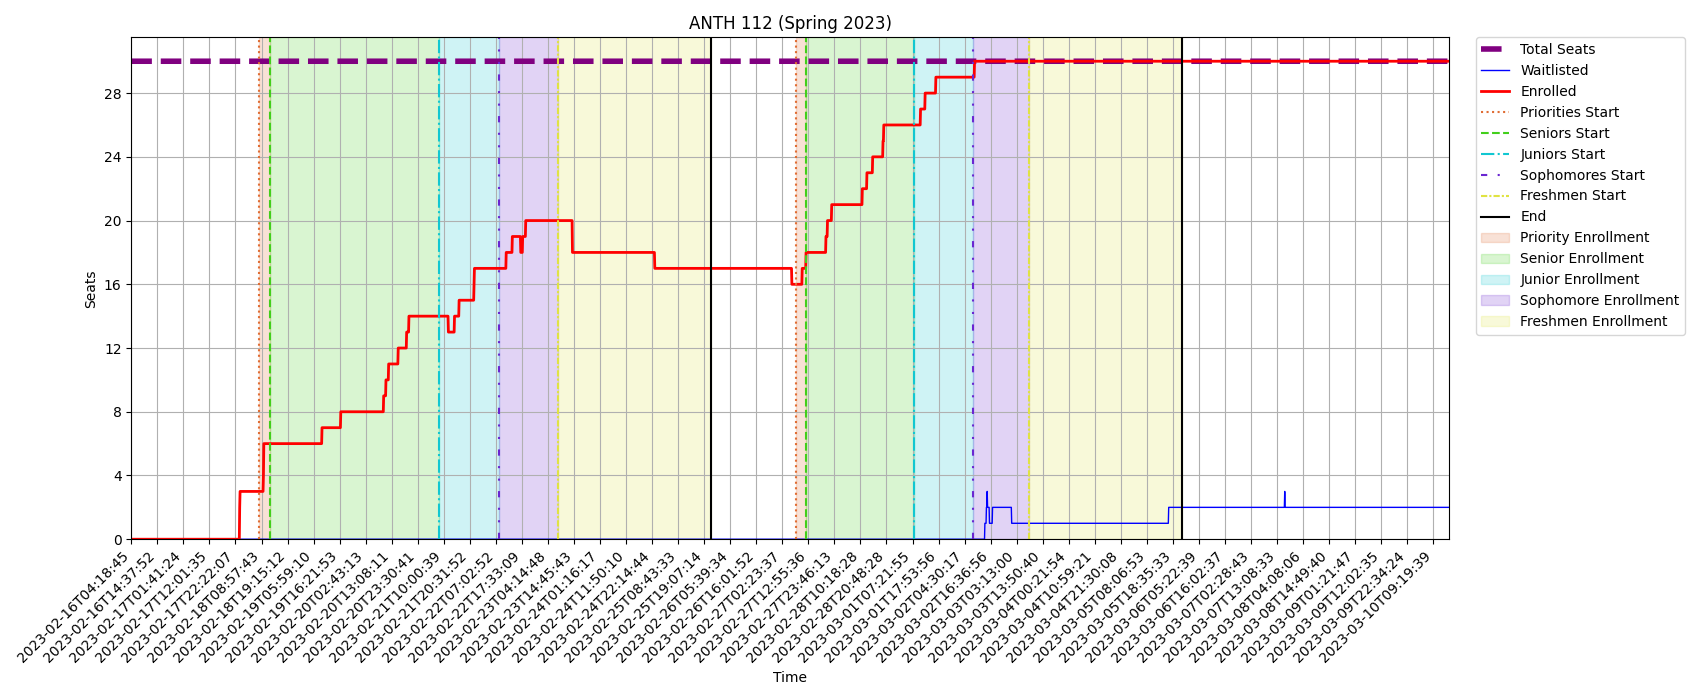 ANTH 112 (Spring 2023)
Seats
28
24
20
16
12
8
4
0
2023-02-16T04:18:45
2023-02-16T14:37:52
2023-02-17T01:41:24
2023-02-17T12:01:35
2023-02-17T22:22:07
2023-02-18T08:57:43
2023-02-18T19:15:12
2023-02-19T05:59:10
2023-02-19T16:21:53
2023-02-20T02:43:13
2023-02-20T13:08:11
2023-02-20T23:30:41
2023-02-21T10:00:39
2023-02-21T20:31:52
2023-02-22T07:02:52
2023-02-22T17:33:09
2023-02-23T04:14:48
2023-02-23T14:45:43
2023-02-24T01:16:17
2023-02-24T11:50:10
2023-02-24T22:14:44
2023-02-25T08:43:33
2023-02-25T19:07:14
2023-02-26T05:39:34
2023-02-26T16:01:52
2023-02-27T02:23:37
2023-02-27T12:55:36
2023-02-27T23:46:13
2023-02-28T10:18:28
2023-02-28T20:48:28
2023-03-01T07:21:55
2023-03-01T17:53:56
2023-03-02T04:30:17
2023-03-02T16:36:50
2023-03-03T03:13:00
2023-03-03T13:50:40
2023-03-04T00:21:54
2023-03-04T10:59:21
2023-03-04T21:30:08
2023-03-05T08:06:53
2023-03-05T18:35:33
2023-03-06T05:22:39
2023-03-06T16:02:37
2023-03-07T02:28:43
2023-03-07T13:08:33
2023-03-08T04:08:06
2023-03-08T14:49:40
2023-03-09T01:21:47
2023-03-09T12:02:35
2023-03-09T22:34:24
2023-03-10T09:19:39
Time
Total Seats
Waitlisted
Enrolled
Priorities Start
Seniors Start
Juniors Start
Sophomores Start
Freshmen Start
End
Priority Enrollment
Senior Enrollment
Junior Enrollment
Sophomore Enrollment
Freshmen Enrollment